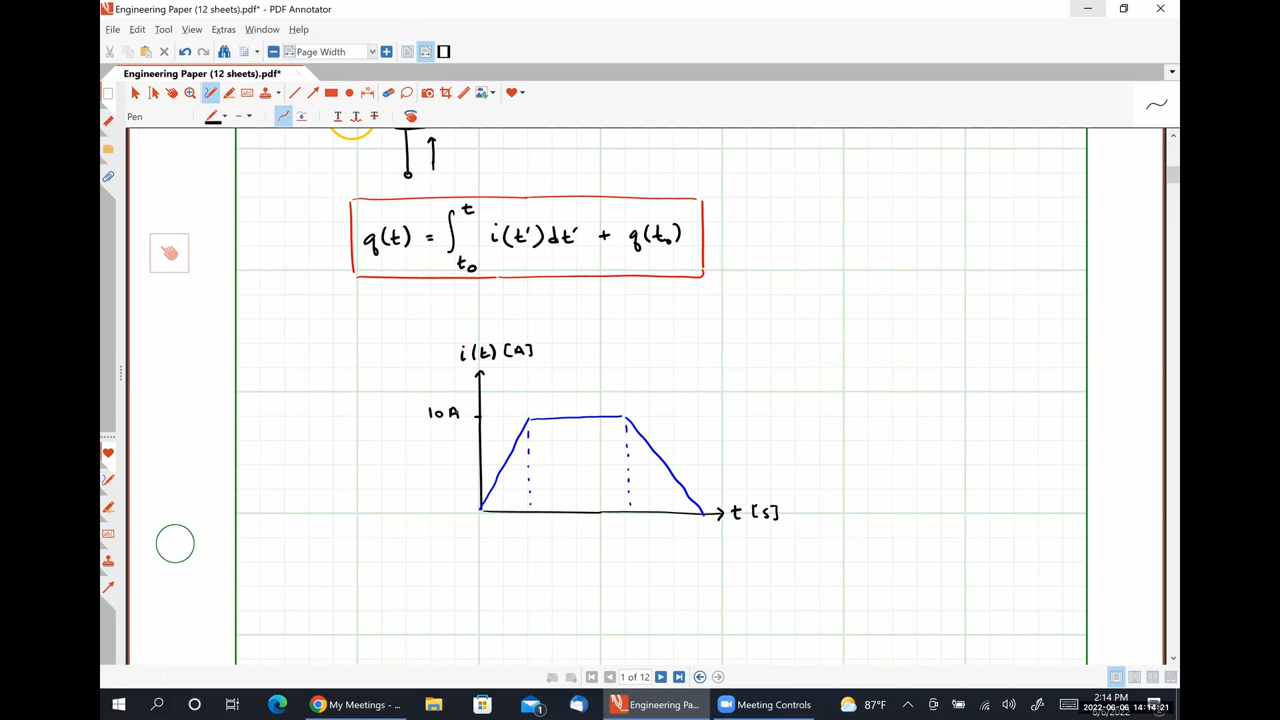 Engineering Paper (12 sheets).pdf* - PDF Annotator
File Edit Tool View Extras Window Help
Page Width
Engineering Paper (12 sheets).pdf*
Pen
q(t) = ∫ t t₀ i(t')dt' + q(t₀)
i(t) [A]
10 A
t [s]
1 of 12
My Meetings - ...
Engineering Pa...
Meeting Controls
87°F
2:14 PM
2022-06-06 14:14:21